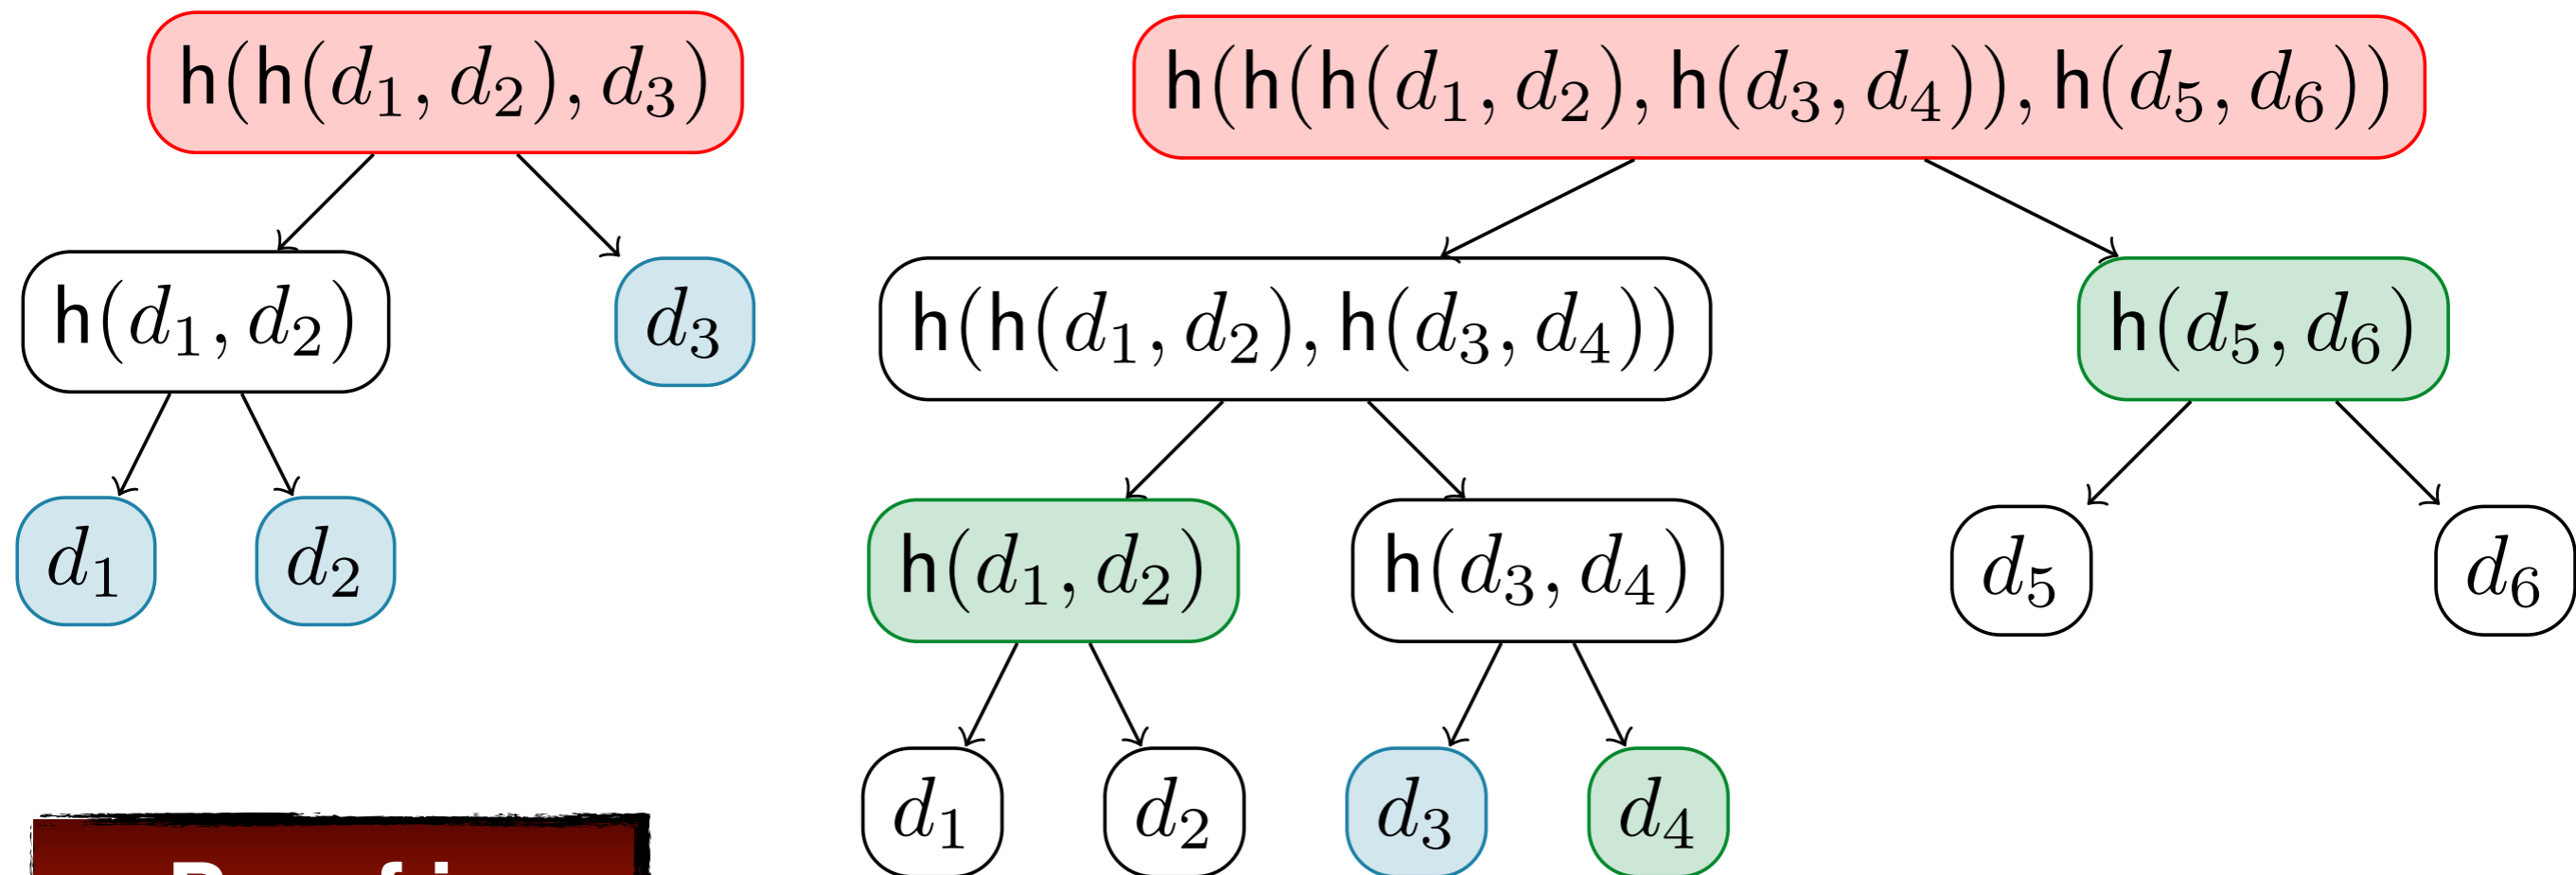 h(h(d₁, d₂), d₃)
h(d₁, d₂)
d₃
d₁
d₂
h(h(h(d₁, d₂), h(d₃, d₄)), h(d₅, d₆))
h(h(d₁, d₂), h(d₃, d₄))
h(d₅, d₆)
h(d₁, d₂)
h(d₃, d₄)
d₅
d₆
d₁
d₂
d₃
d₄